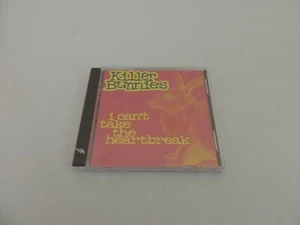 Killer
Bunnies
i can't
take
the
heartbreak